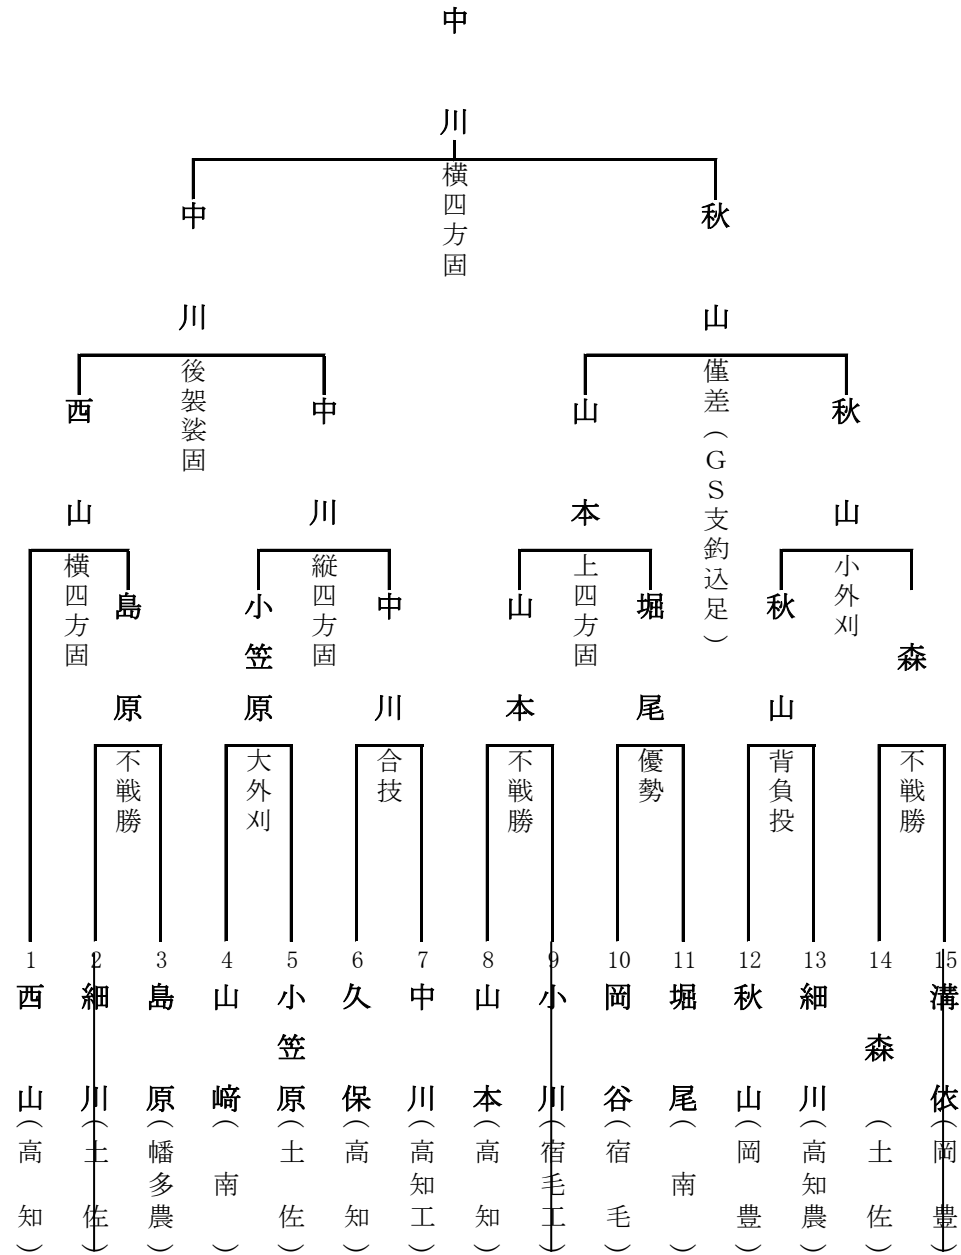 中川
横四方固
中川
秋山
後袈裟固
僅差（ＧＳ支釣込足）
西山
中川
山本
秋山
横四方固
縦四方固
上四方固
小外刈
島原
小笠原
中川
山本
堀尾
秋山
森
不戦勝
大外刈
合技
不戦勝
優勢
背負投
不戦勝
1 西山（高知）
2 細川（土佐）
3 島原（幡多農）
4 山﨑（南）
5 小笠原（土佐）
6 久保（高知）
7 中川（高知工）
8 山本（高知）
9 小川（宿毛工）
10 岡谷（宿毛）
11 堀尾（南）
12 秋山（岡豊）
13 細川（高知農）
14 森（土佐）
15 溝依（岡豊）